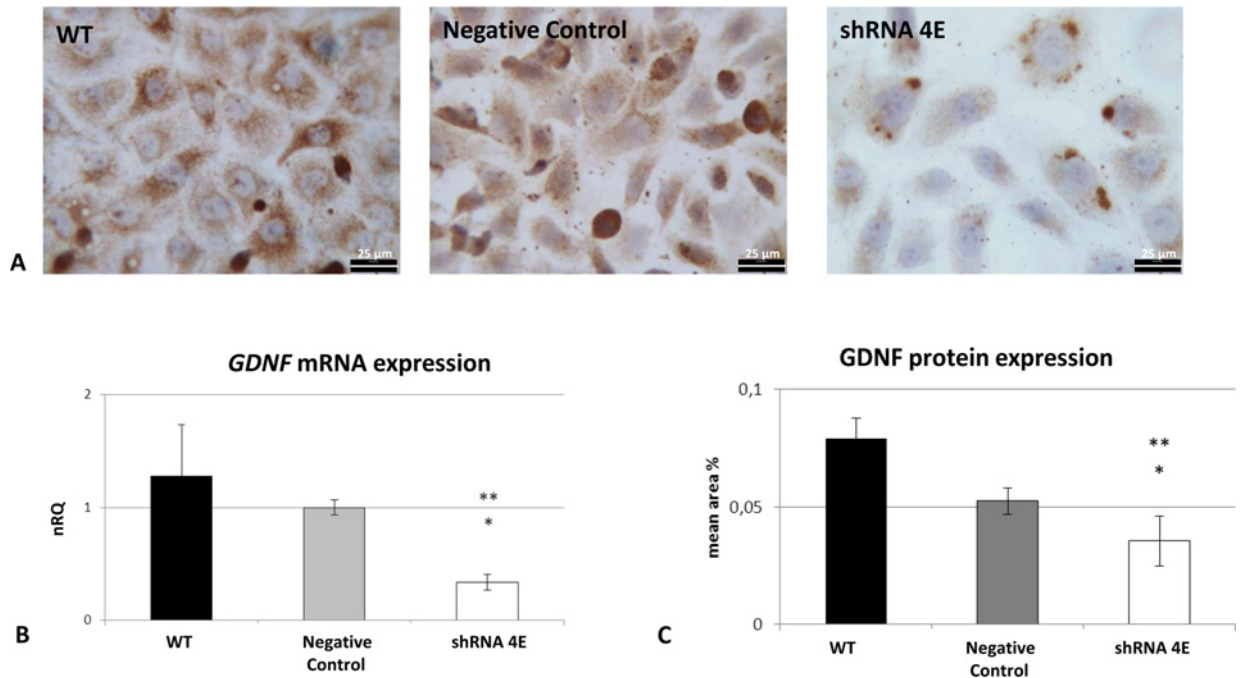 WT
Negative Control
shRNA 4E
25 µm
25 µm
25 µm
A
GDNF mRNA expression
2
1
0
nRQ
**
*
WT
Negative
Control
shRNA 4E
B
GDNF protein expression
0,1
0,05
0
mean area %
**
*
WT
Negative
Control
shRNA 4E
C